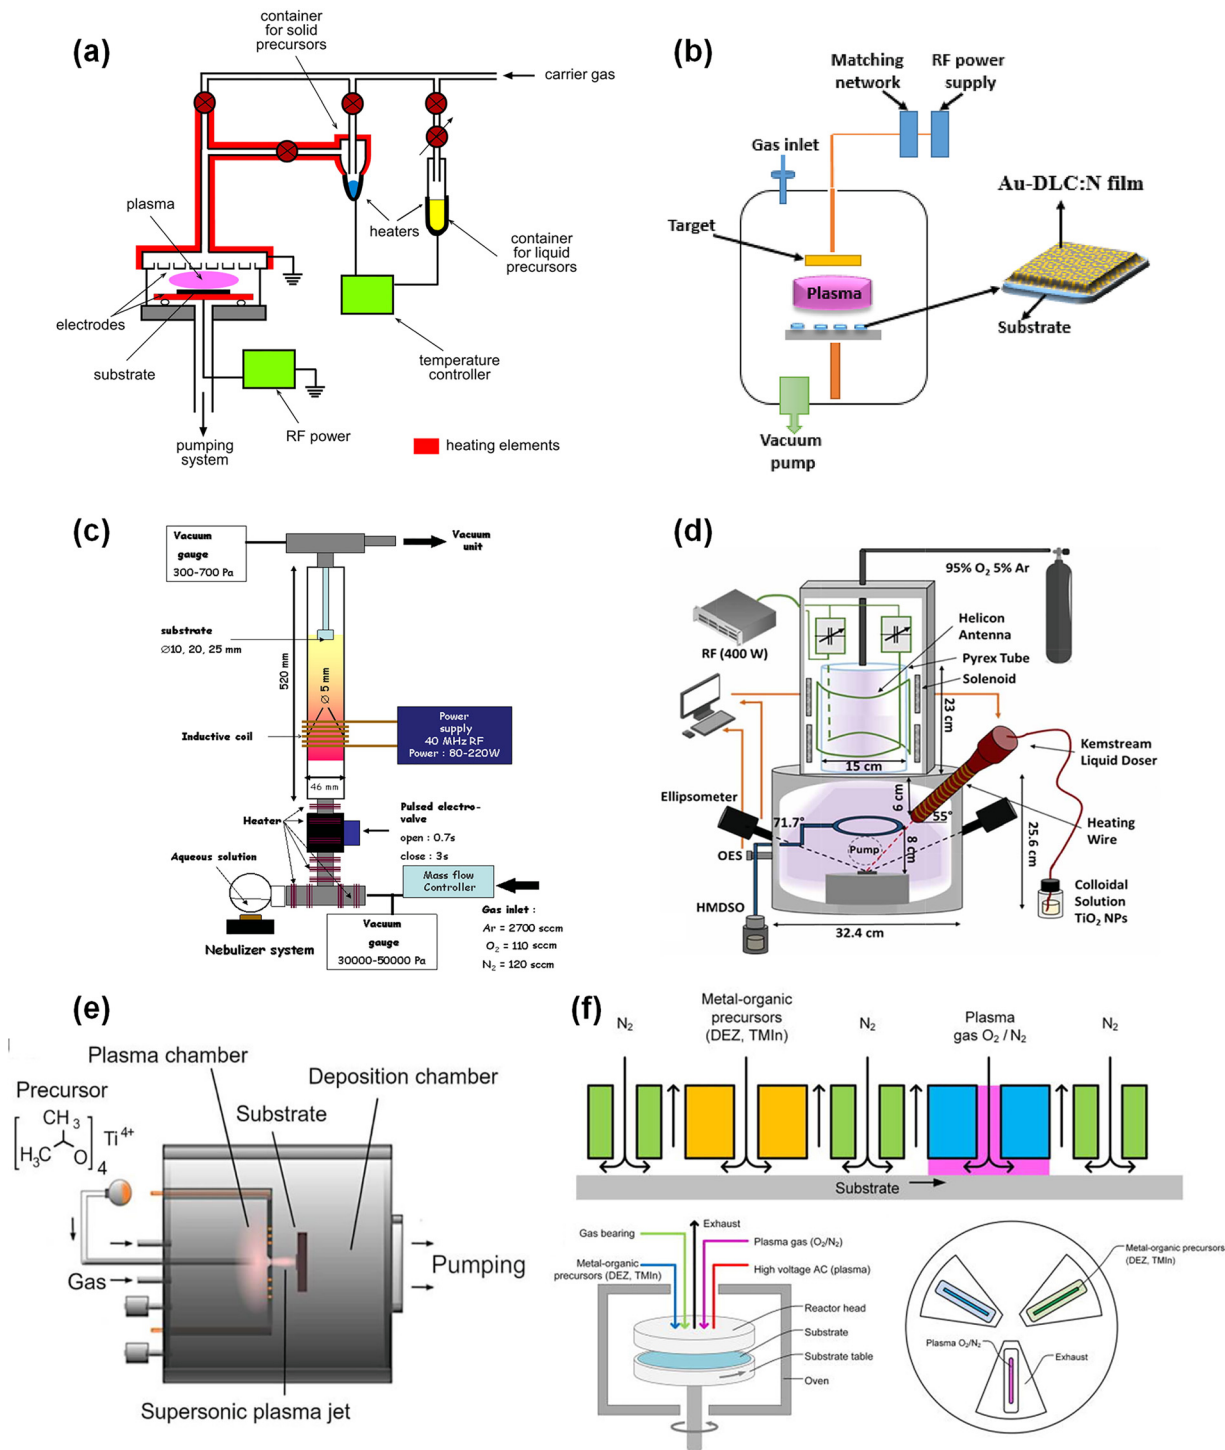 (a)
container
for solid
precursors
carrier gas
plasma
heaters
container
for liquid
precursors
electrodes
substrate
temperature
controller
RF power
pumping
system
heating elements
(b)
Matching
network
RF power
supply
Gas inlet
Au-DLC:N film
Target
Plasma
Substrate
Vacuum
pump
(c)
Vacuum
gauge
300-700 Pa
Vacuum
unit
substrate
Ø10, 20, 25 mm
520 mm
Ø 5 mm
Inductive coil
Power
supply
40 MHz RF
Power : 80-220W
46 mm
Heater
Pulsed electro-
valve
open : 0.7s
close : 3s
Aqueous solution
Mass flow
Controller
Nebulizer system
Vacuum
gauge
30000-50000 Pa
Gas inlet :
Ar = 2700 sccm
O2 = 110 sccm
N2 = 120 sccm
(d)
95% O2 5% Ar
RF (400 W)
Helicon
Antenna
Pyrex Tube
Solenoid
23 cm
15 cm
Kemstream
Liquid Doser
Ellipsometer
71.7°
6 cm
55°
Heating
Wire
OES
Pump
8 cm
25.6 cm
HMDSO
32.4 cm
Colloidal
Solution
TiO2 NPs
(e)
Plasma chamber
Precursor
Deposition chamber
Substrate
CH3
H3C
O
4
Ti4+
Gas
Pumping
Supersonic plasma jet
(f)
N2
Metal-organic
precursors
(DEZ, TMIn)
N2
Plasma
gas O2 / N2
N2
Substrate
Gas bearing
Exhaust
Plasma gas (O2/N2)
Metal-organic
precursors (DEZ, TMIn)
High voltage AC (plasma)
Reactor head
Substrate
Substrate table
Oven
Metal-organic precursors
(DEZ, TMIn)
Plasma O2/N2
Exhaust